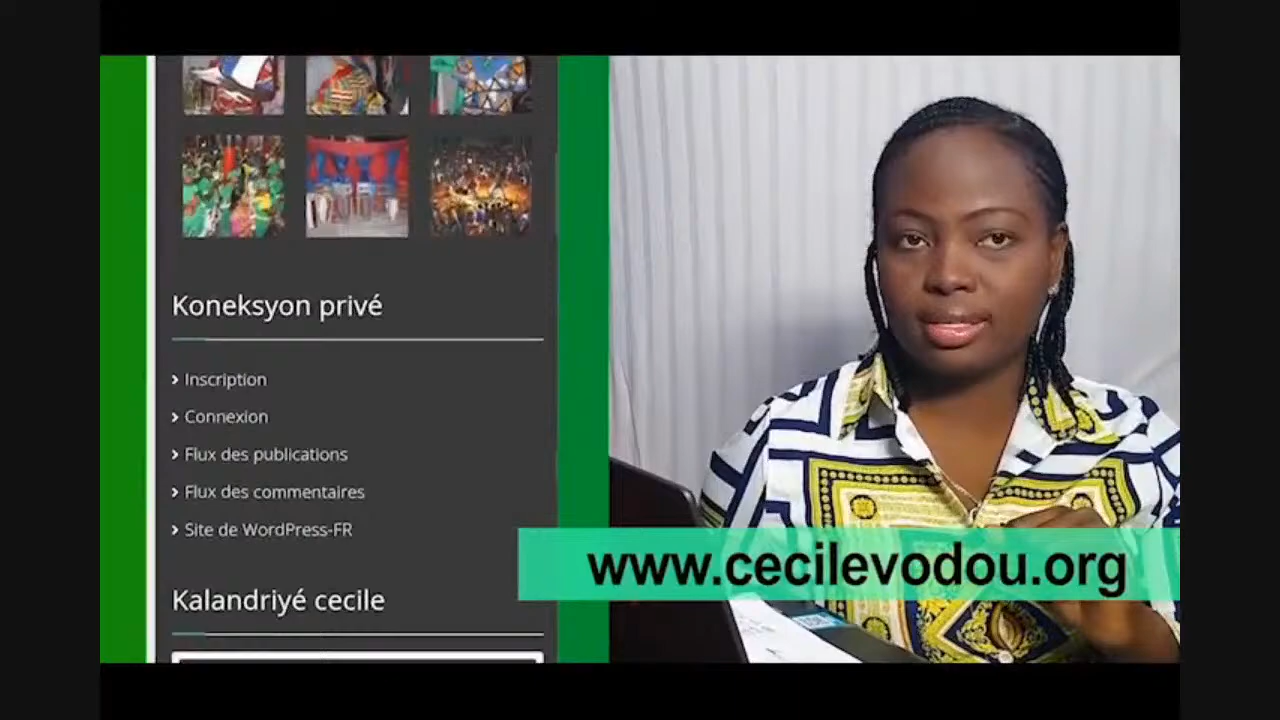 Koneksyon privé
Inscription
Connexion
Flux des publications
Flux des commentaires
Site de WordPress-FR
www.cecilevodou.org
Kalandriyé cecile